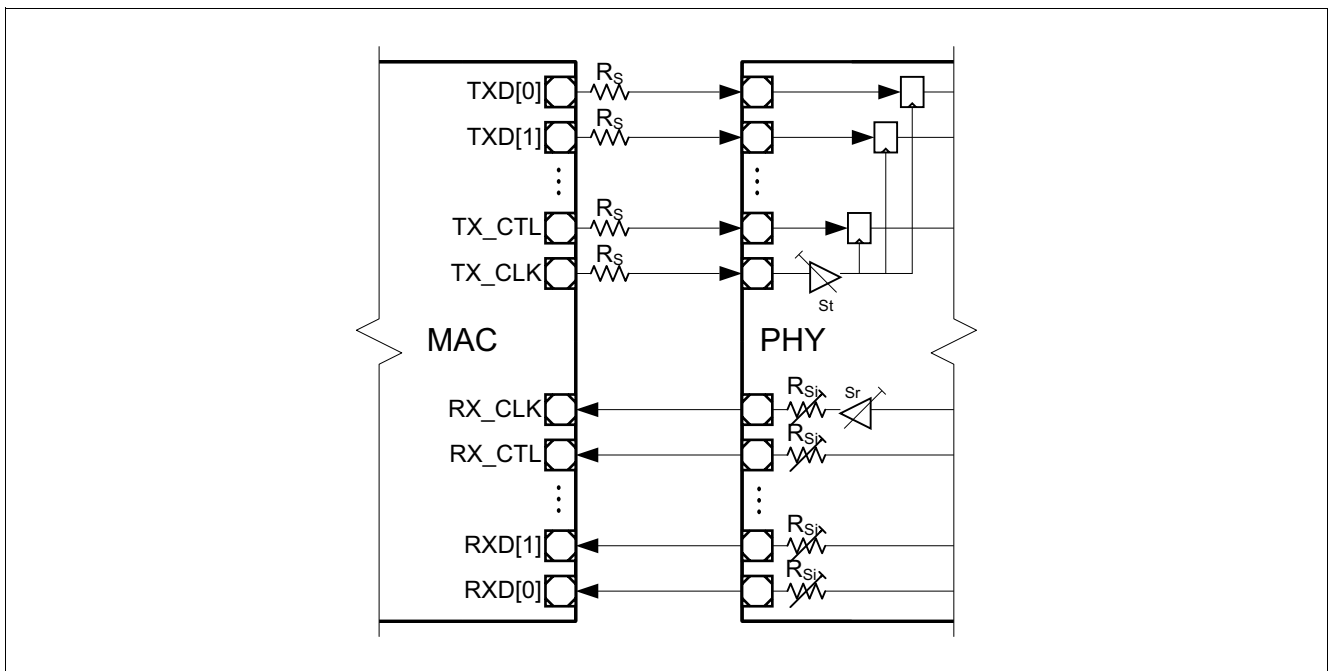 TXD[0]
R_S
TXD[1]
R_S
TX_CTL
R_S
TX_CLK
R_S
St
MAC
PHY
RX_CLK
R_Si
Sr
RX_CTL
R_Si
RXD[1]
R_Si
RXD[0]
R_Si